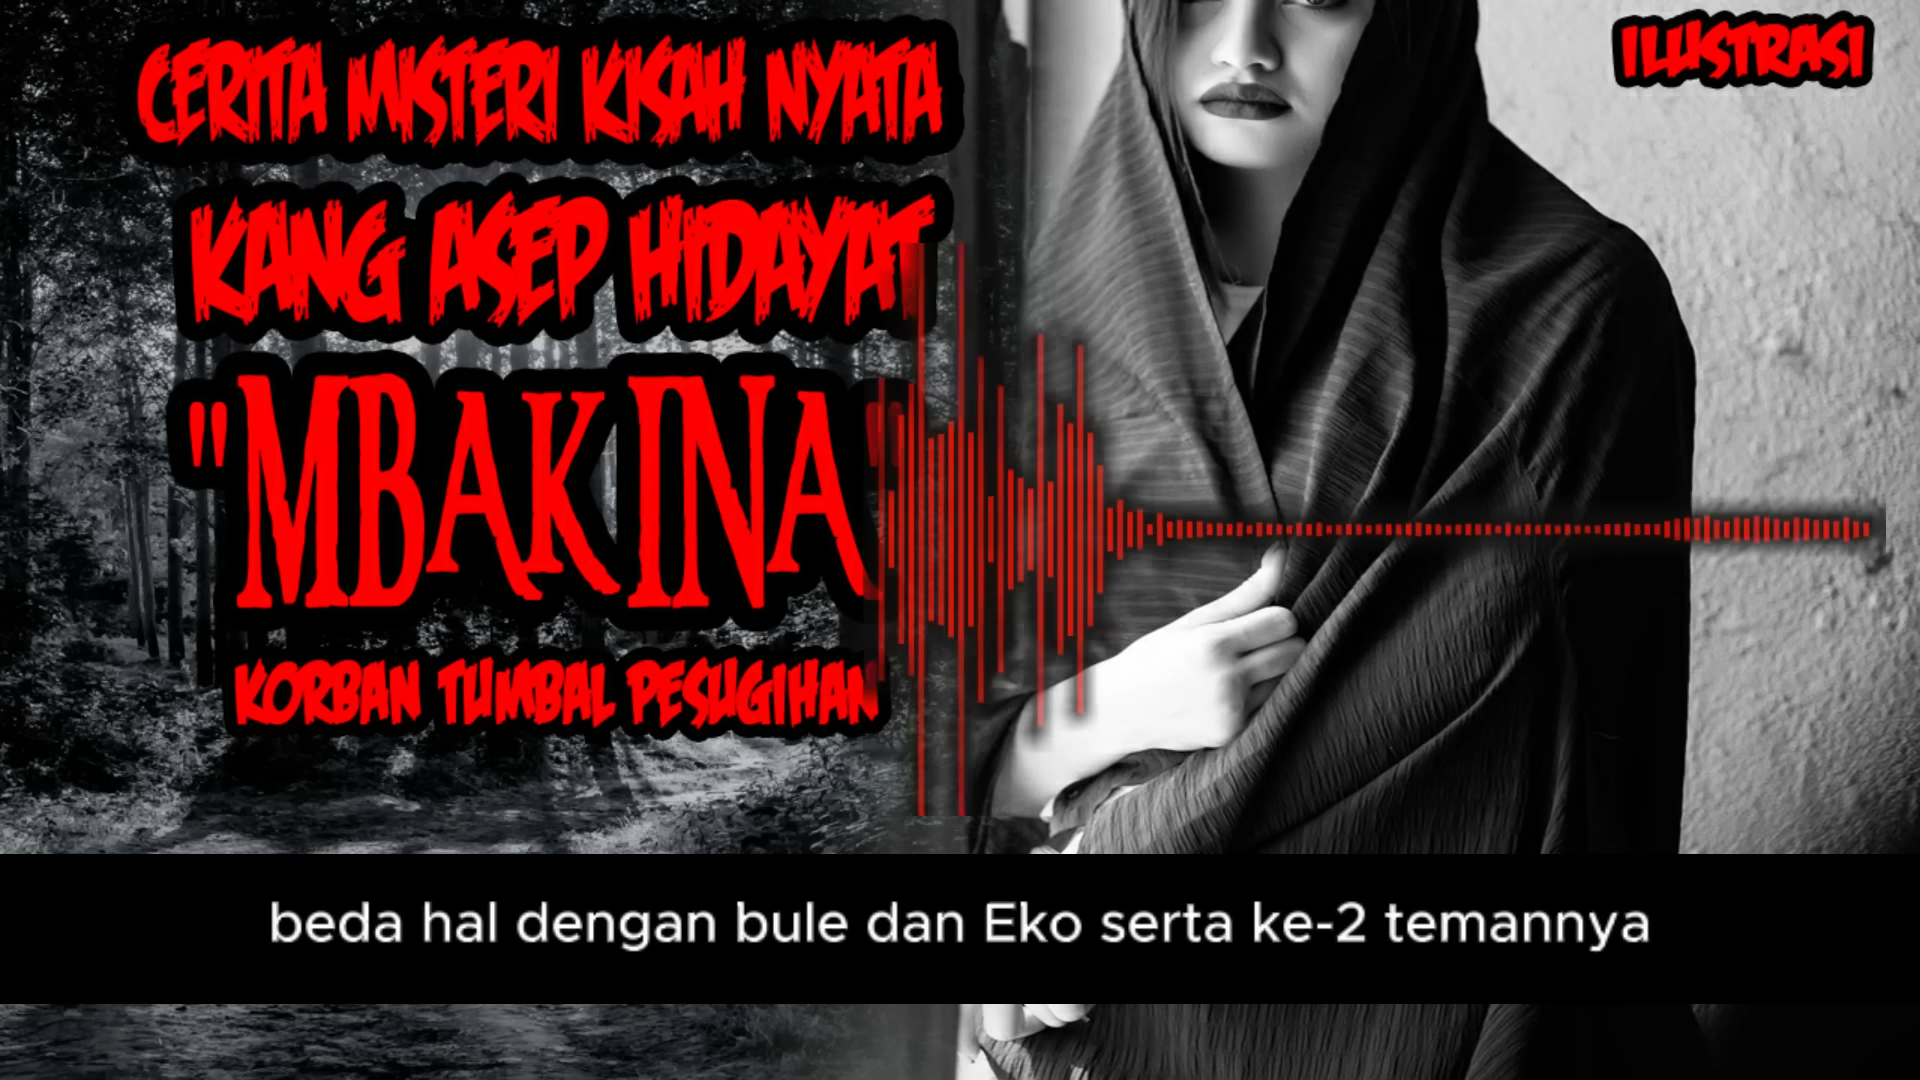 CERITA MISTERI KISAH NYATA
ILUSTRASI
KANG ASEP HIDAYAT
"MBAK INA"
KORBAN TUMBAL PESUGIHAN
beda hal dengan bule dan Eko serta ke-2 temannya